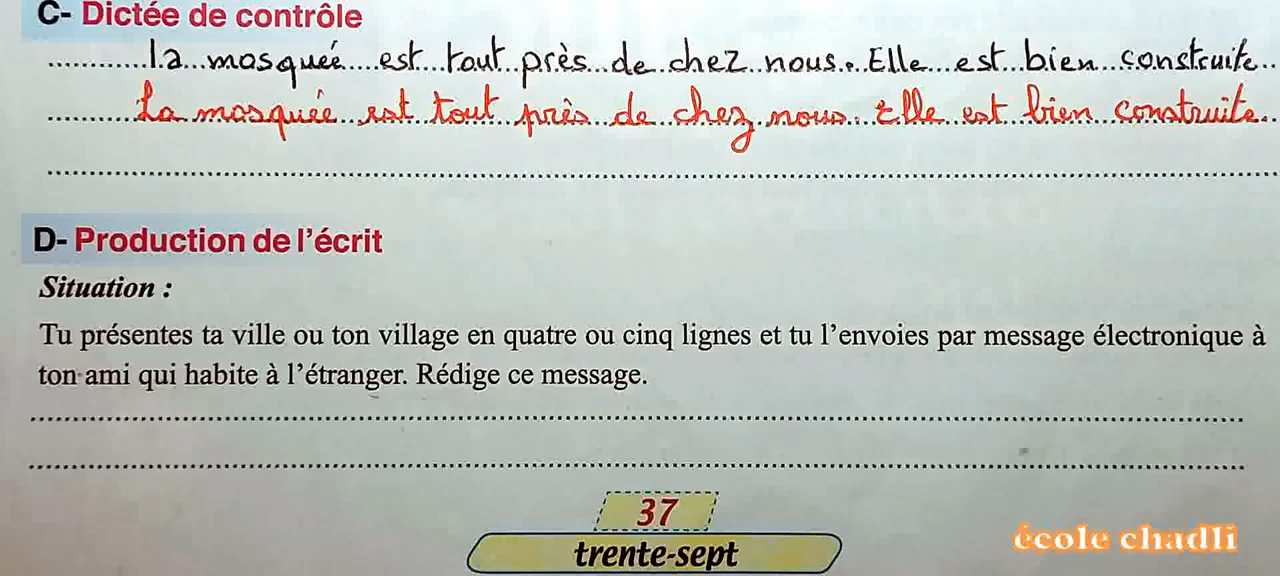 C- Dictée de contrôle
la mosquée est tout près de chez nous. Elle est bien construite.
La mosquée est tout près de chez nous. Elle est bien construite.
D- Production de l'écrit
Situation :
Tu présentes ta ville ou ton village en quatre ou cinq lignes et tu l'envoies par message électronique à
ton ami qui habite à l'étranger. Rédige ce message.
37
trente-sept
école chadli